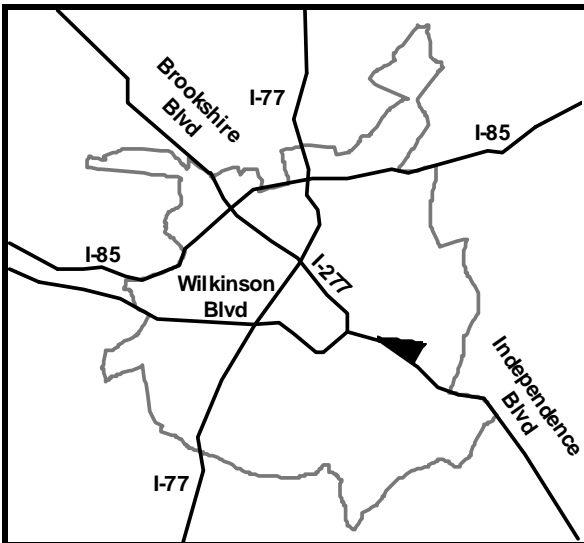 Brookshire
Blvd
I-77
I-85
I-85
I-277
Wilkinson
Blvd
Independence
Blvd
I-77